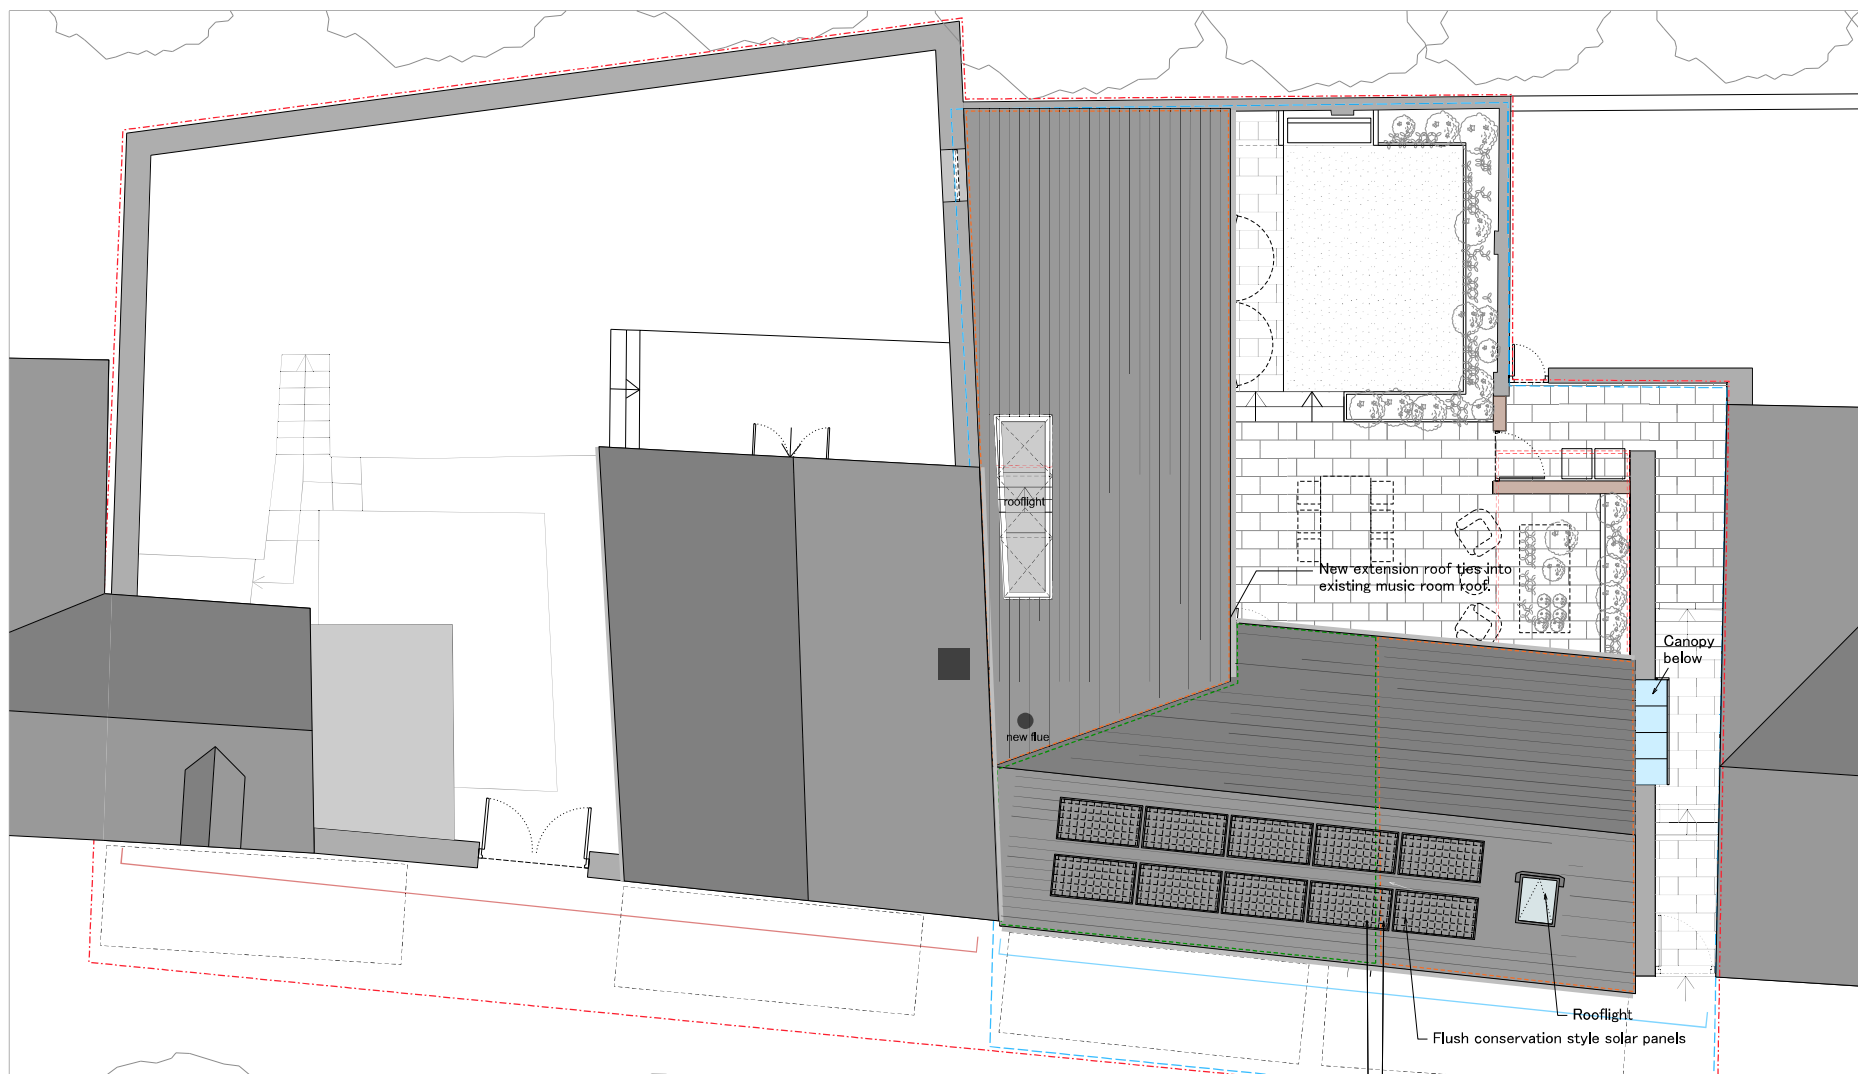 rooflight
New extension roof ties into
existing music room roof.
Canopy
below
new flue
Rooflight
Flush conservation style solar panels